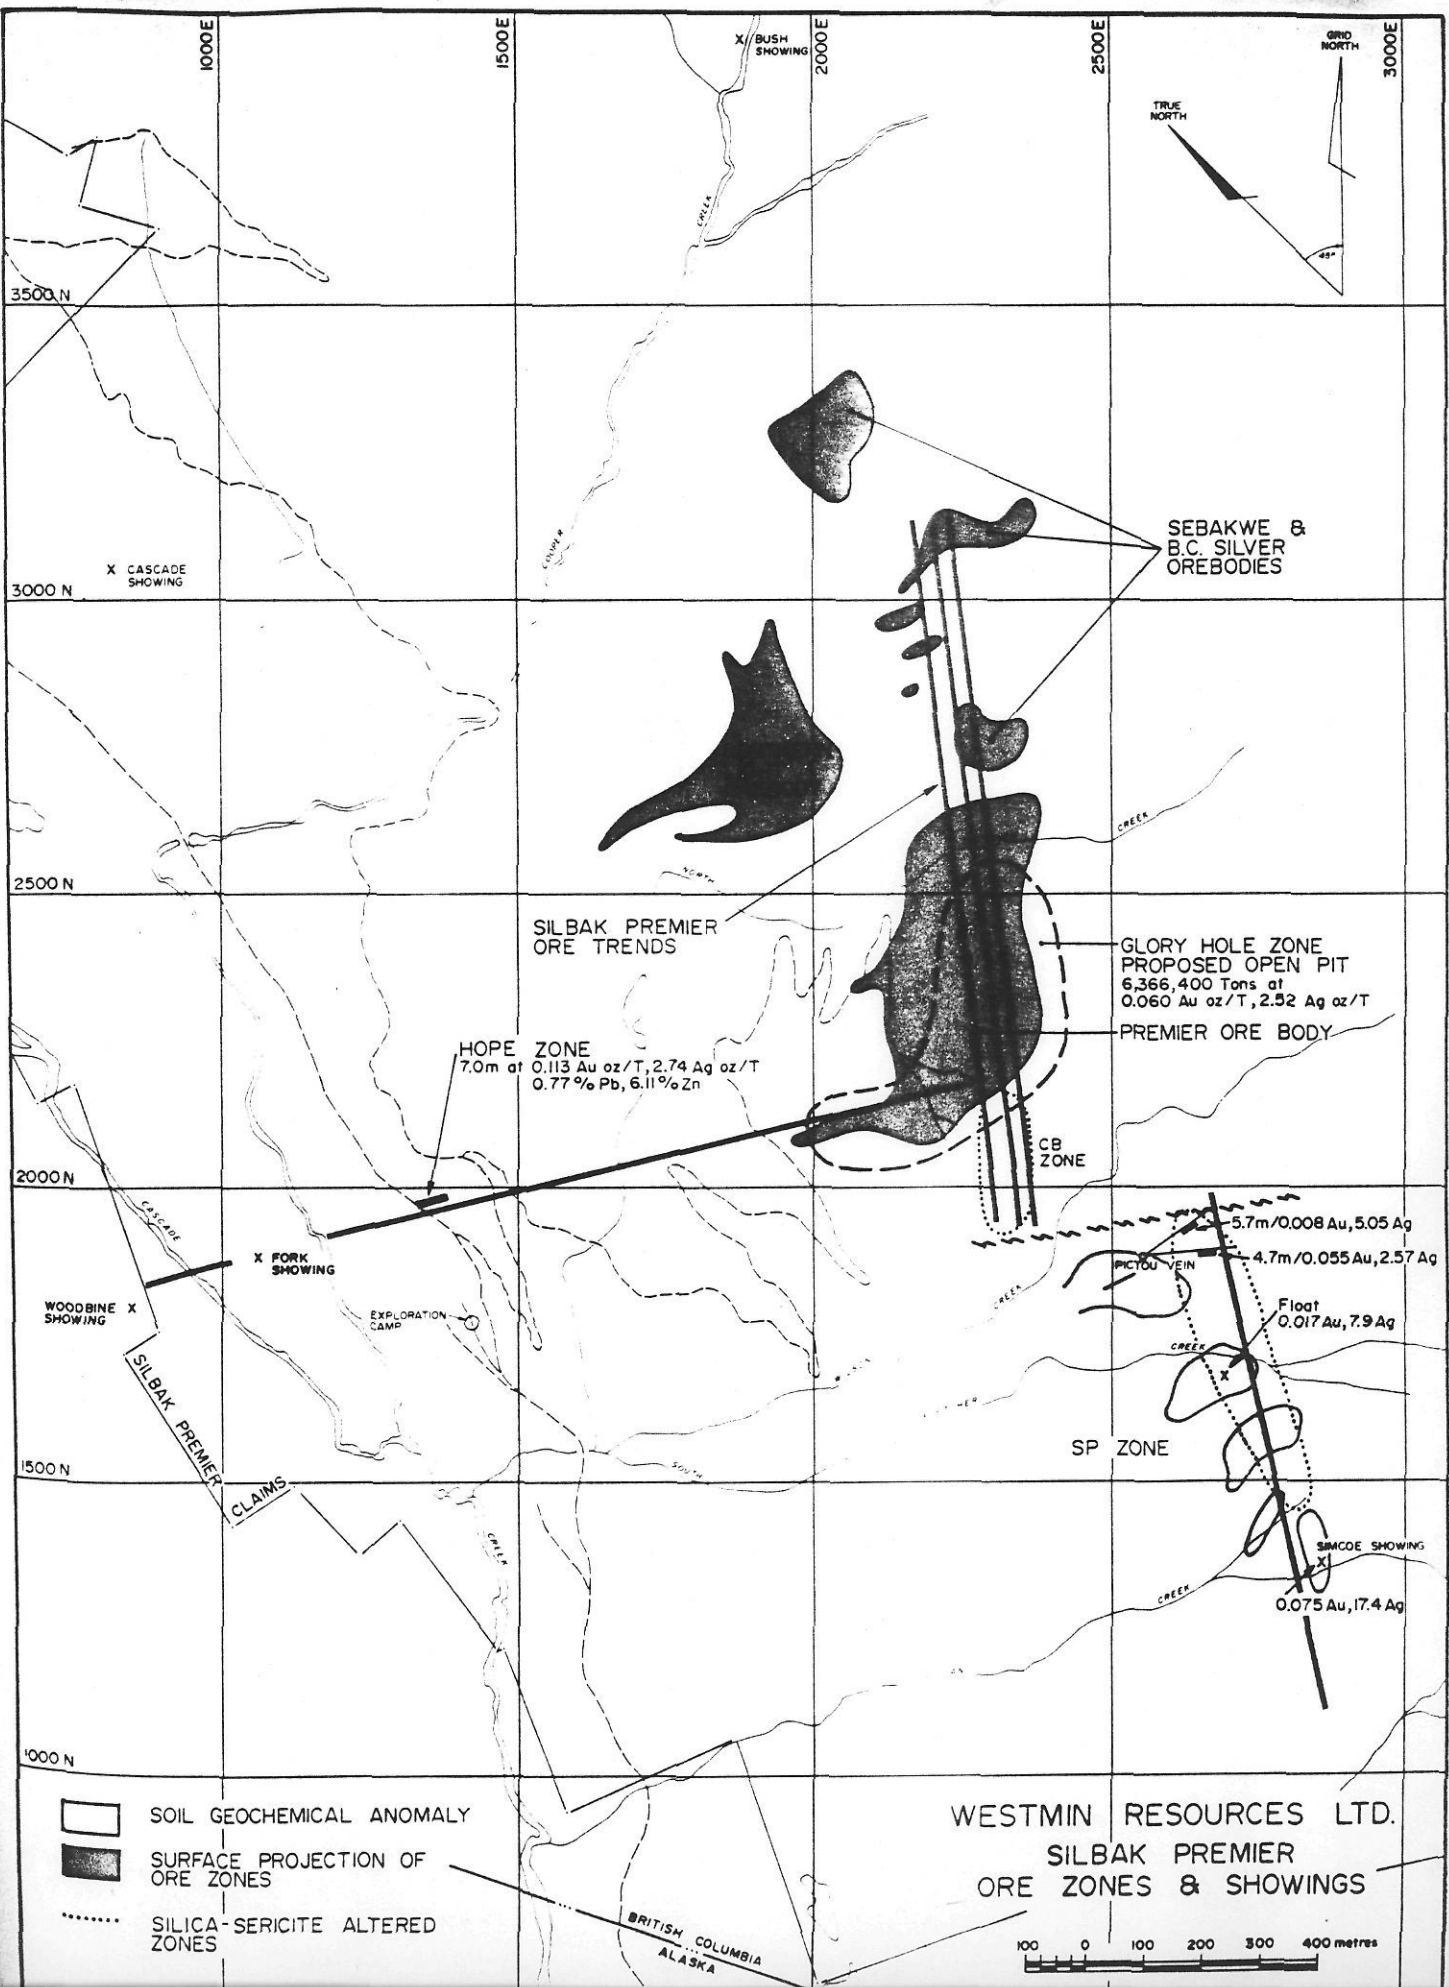 1000E
1500E
2000E
2500E
3000E
X BUSH
SHOWING
GRID
NORTH
TRUE
NORTH
45°
CREEK
3500 N
COOPER
SEBAKWE &
B.C. SILVER
OREBODIES
X CASCADE
SHOWING
3000 N
CREEK
2500 N
NORTH
SILBAK PREMIER
ORE TRENDS
GLORY HOLE ZONE
PROPOSED OPEN PIT
6,366,400 Tons at
0.060 Au oz/T, 2.52 Ag oz/T
PREMIER ORE BODY
HOPE ZONE
7.0m at 0.113 Au oz/T, 2.74 Ag oz/T
0.77% Pb, 6.11% Zn
CB
ZONE
2000 N
CASCADE
5.7m/0.008 Au, 5.05 Ag
4.7m/0.055 Au, 2.57 Ag
PICTOU VEIN
X FORK
SHOWING
CREEK
Float
0.017 Au, 7.9 Ag
WOODBINE X
SHOWING
EXPLORATION
CAMP
CREEK
X
SILBAK PREMIER
CLAIMS
SP ZONE
1500 N
SOUTH
CREEK
SIMCOE SHOWING
X
CREEK
0.075 Au, 17.4 Ag
1000 N
SOIL GEOCHEMICAL ANOMALY
SURFACE PROJECTION OF
ORE ZONES
SILICA-SERICITE ALTERED
ZONES
BRITISH COLUMBIA
ALASKA
WESTMIN RESOURCES LTD.
SILBAK PREMIER
ORE ZONES & SHOWINGS
100 0 100 200 300 400 metres